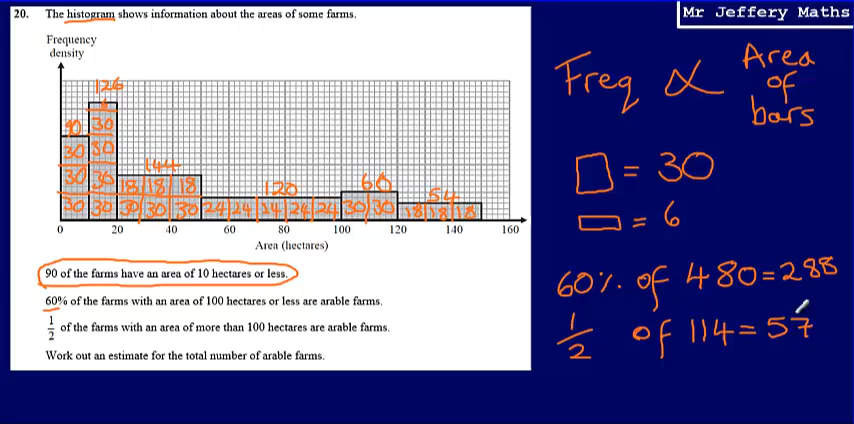 Mr Jeffery Maths
20. The histogram shows information about the areas of some farms.
Frequency
density
126
90 30
30 30
144
60
30 30 18 18 18
120
54
30 30 30 30 30 24 24 24 24 24 30 30 18 18 18
0 20 40 60 80 100 120 140 160
Area (hectares)
90 of the farms have an area of 10 hectares or less.
60% of the farms with an area of 100 hectares or less are arable farms.
1/2 of the farms with an area of more than 100 hectares are arable farms.
Work out an estimate for the total number of arable farms.
Freq ∝ Area
of
bars
= 30
= 6
60% of 480=288
1/2 of 114=57